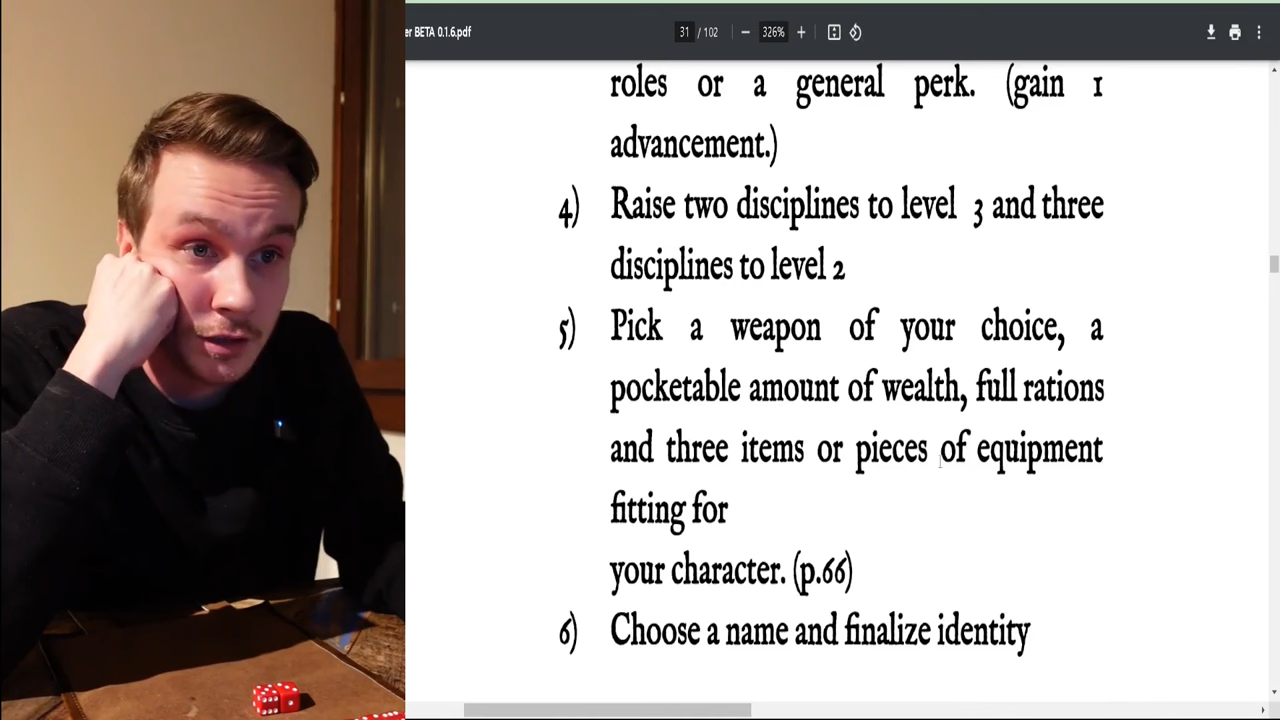 er BETA 0.1.6.pdf
31 / 102
326%
roles or a general perk. (gain 1
advancement.)
4) Raise two disciplines to level 3 and three
disciplines to level 2
5) Pick a weapon of your choice, a
pocketable amount of wealth, full rations
and three items or pieces of equipment
fitting for
your character. (p.66)
6) Choose a name and finalize identity